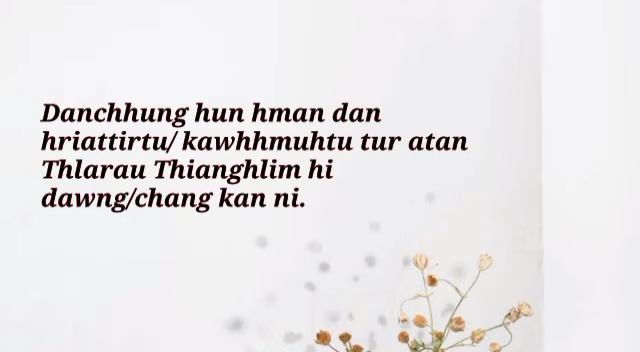 Danchhung hun hman dan
hriattirtu/ kawhhmuhtu tur atan
Thlarau Thianghlim hi
dawng/chang kan ni.